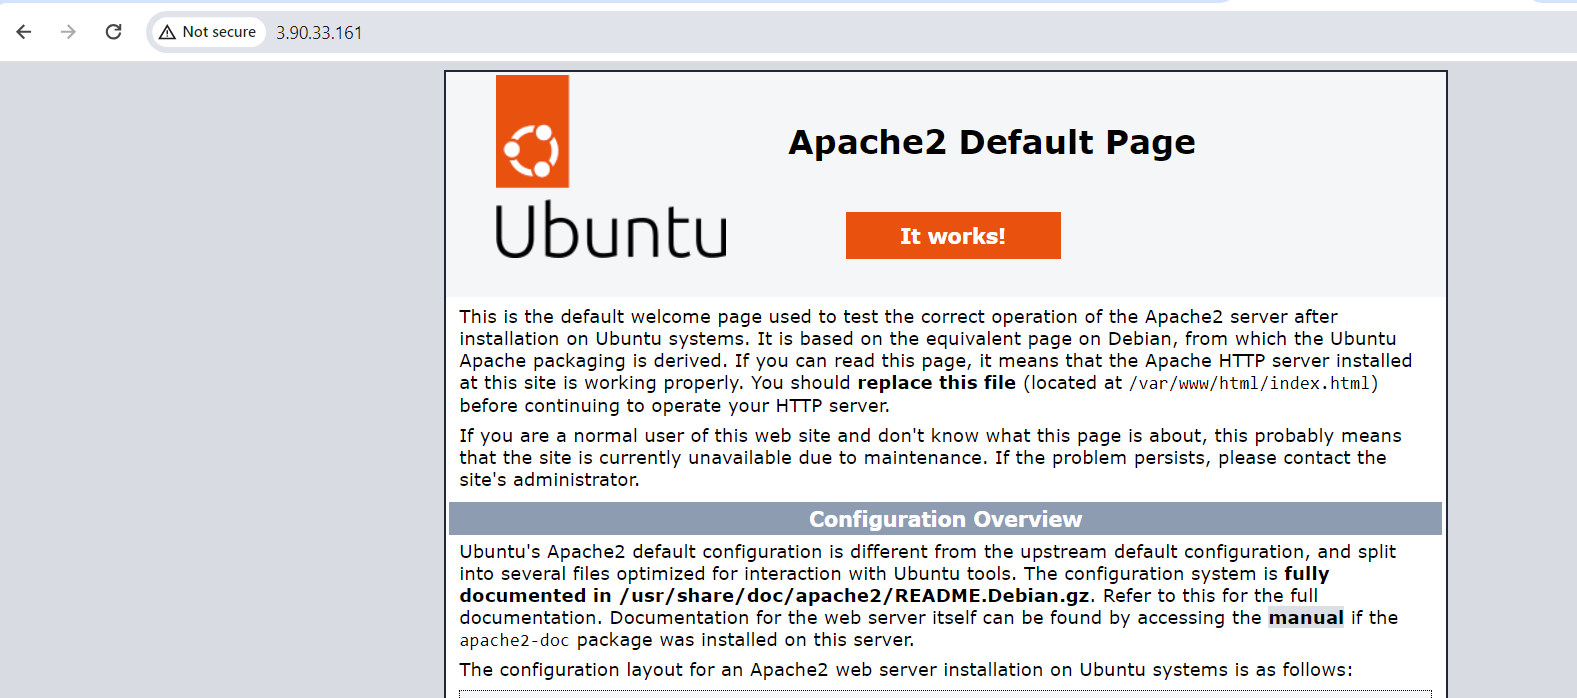 Not secure 3.90.33.161
Apache2 Default Page
Ubuntu
It works!
This is the default welcome page used to test the correct operation of the Apache2 server after
installation on Ubuntu systems. It is based on the equivalent page on Debian, from which the Ubuntu
Apache packaging is derived. If you can read this page, it means that the Apache HTTP server installed
at this site is working properly. You should replace this file (located at /var/www/html/index.html)
before continuing to operate your HTTP server.
If you are a normal user of this web site and don't know what this page is about, this probably means
that the site is currently unavailable due to maintenance. If the problem persists, please contact the
site's administrator.
Configuration Overview
Ubuntu's Apache2 default configuration is different from the upstream default configuration, and split
into several files optimized for interaction with Ubuntu tools. The configuration system is fully
documented in /usr/share/doc/apache2/README.Debian.gz. Refer to this for the full
documentation. Documentation for the web server itself can be found by accessing the manual if the
apache2-doc package was installed on this server.
The configuration layout for an Apache2 web server installation on Ubuntu systems is as follows: